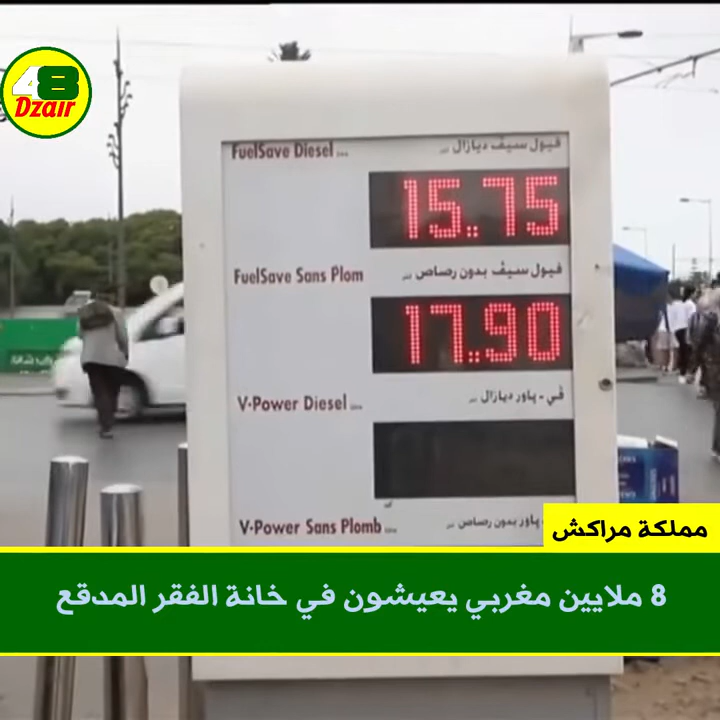 48
Dzair
FuelSave Diesel
فيول سيف ديازال
15.75
FuelSave Sans Plom
فيول سيف بدون رصاص
17.90
V-Power Diesel
في - پاور ديازال
V-Power Sans Plomb
پاور بدون رصاص
مملكة مراكش
8 ملايين مغربي يعيشون في خانة الفقر المدقع